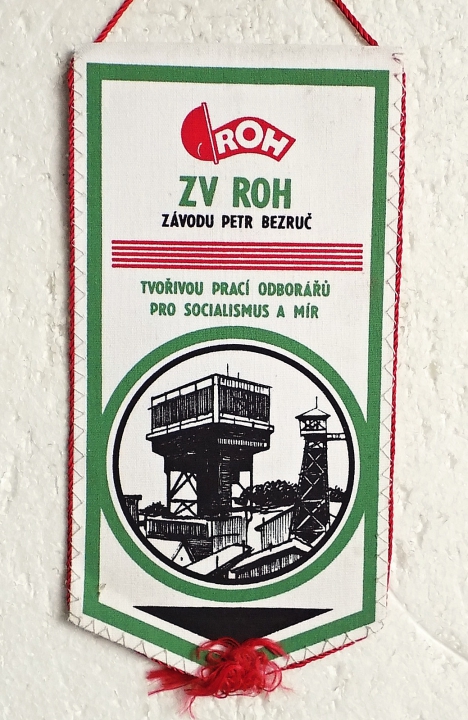 ROH
ZV ROH
ZÁVODU PETR BEZRUČ
TVOŘIVOU PRACÍ ODBORÁŘŮ
PRO SOCIALISMUS A MÍR